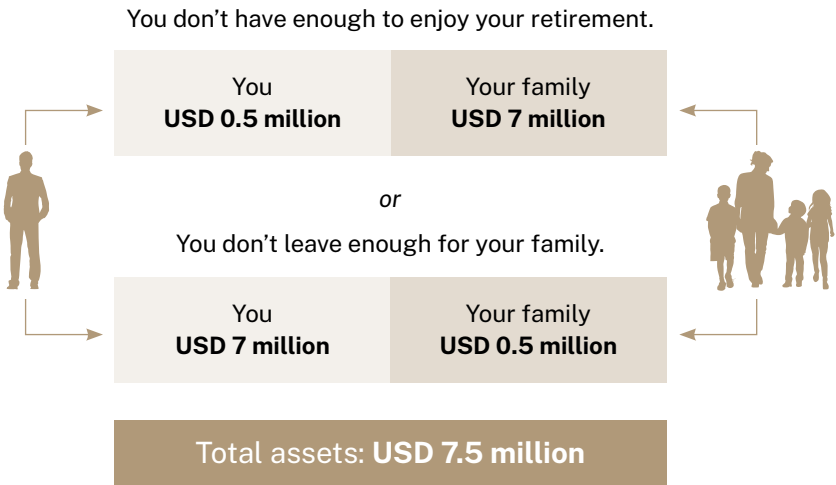 You don’t have enough to enjoy your retirement.
You
USD 0.5 million
Your family
USD 7 million
or
You don’t leave enough for your family.
You
USD 7 million
Your family
USD 0.5 million
Total assets: USD 7.5 million